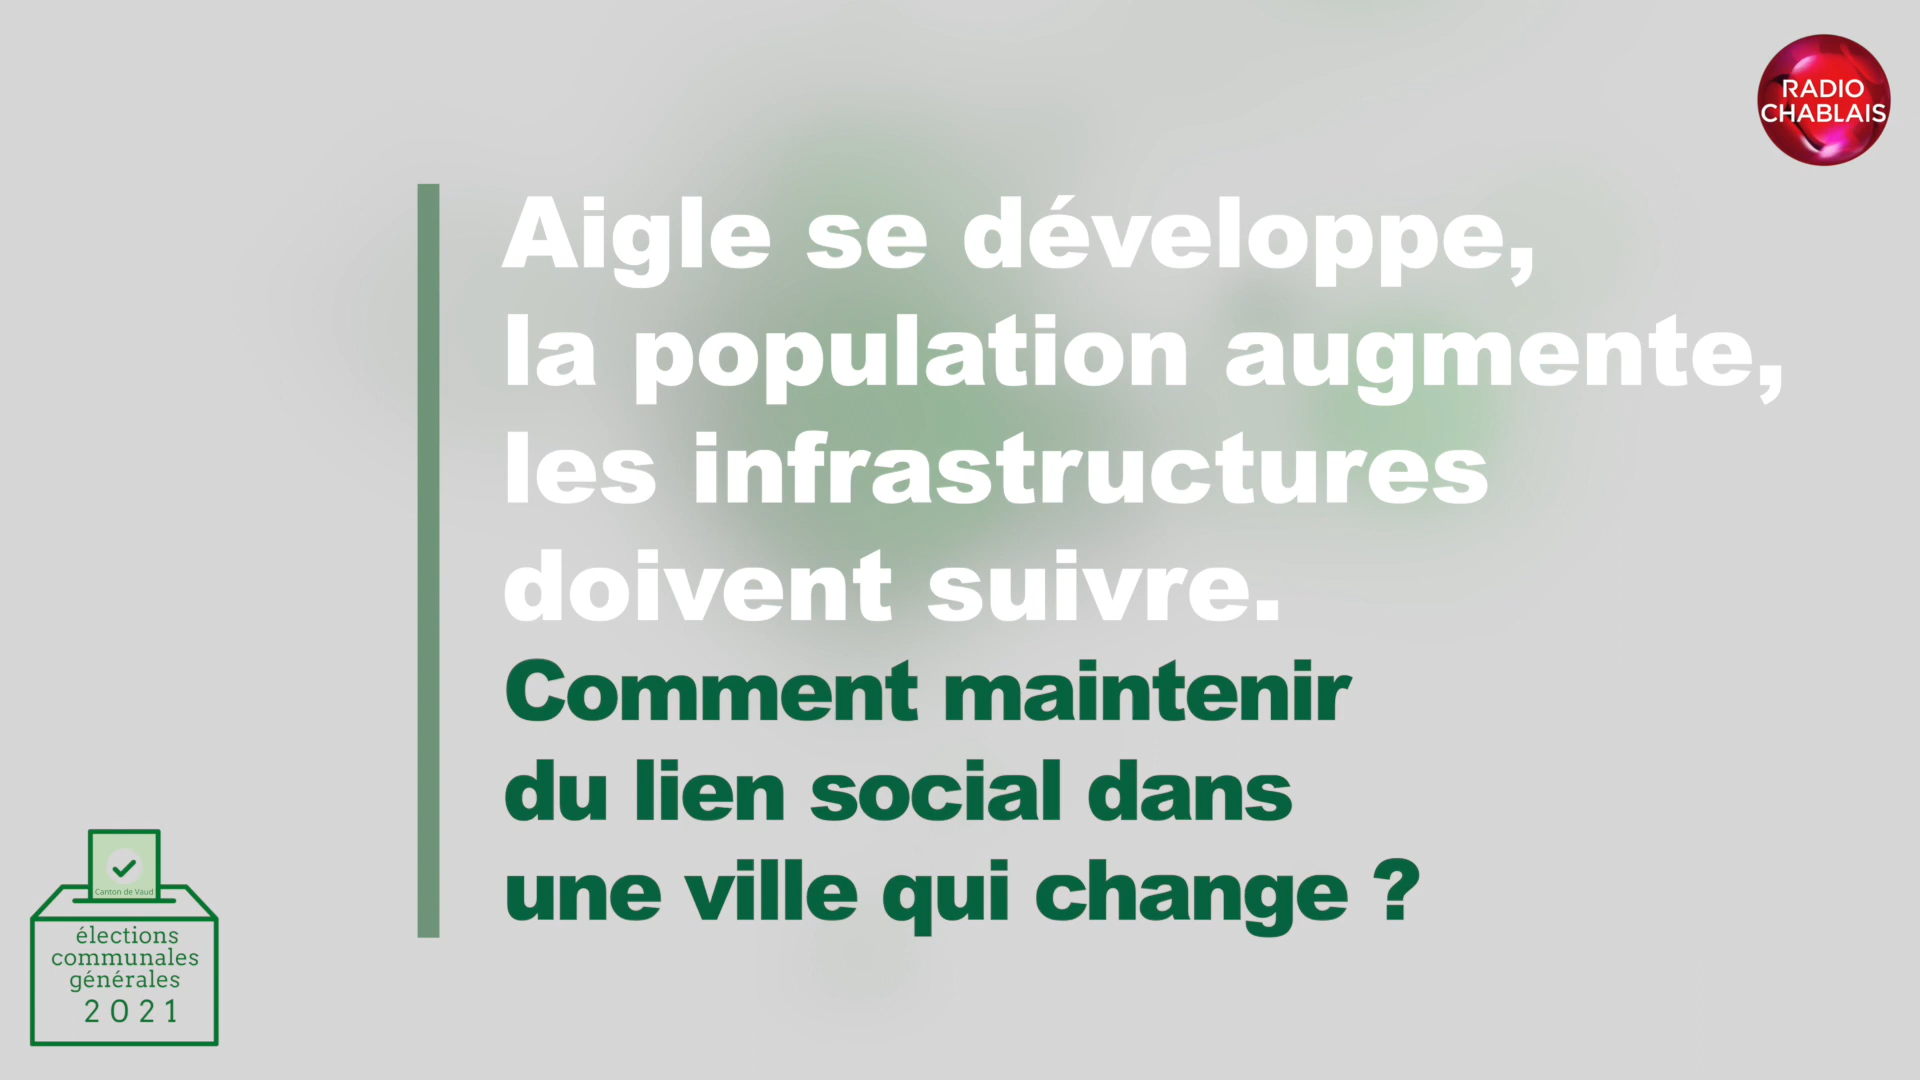 RADIO
CHABLAIS
Aigle se développe,
la population augmente,
les infrastructures
doivent suivre.
Comment maintenir
du lien social dans
une ville qui change ?
Canton de Vaud
élections
communales
générales
2021